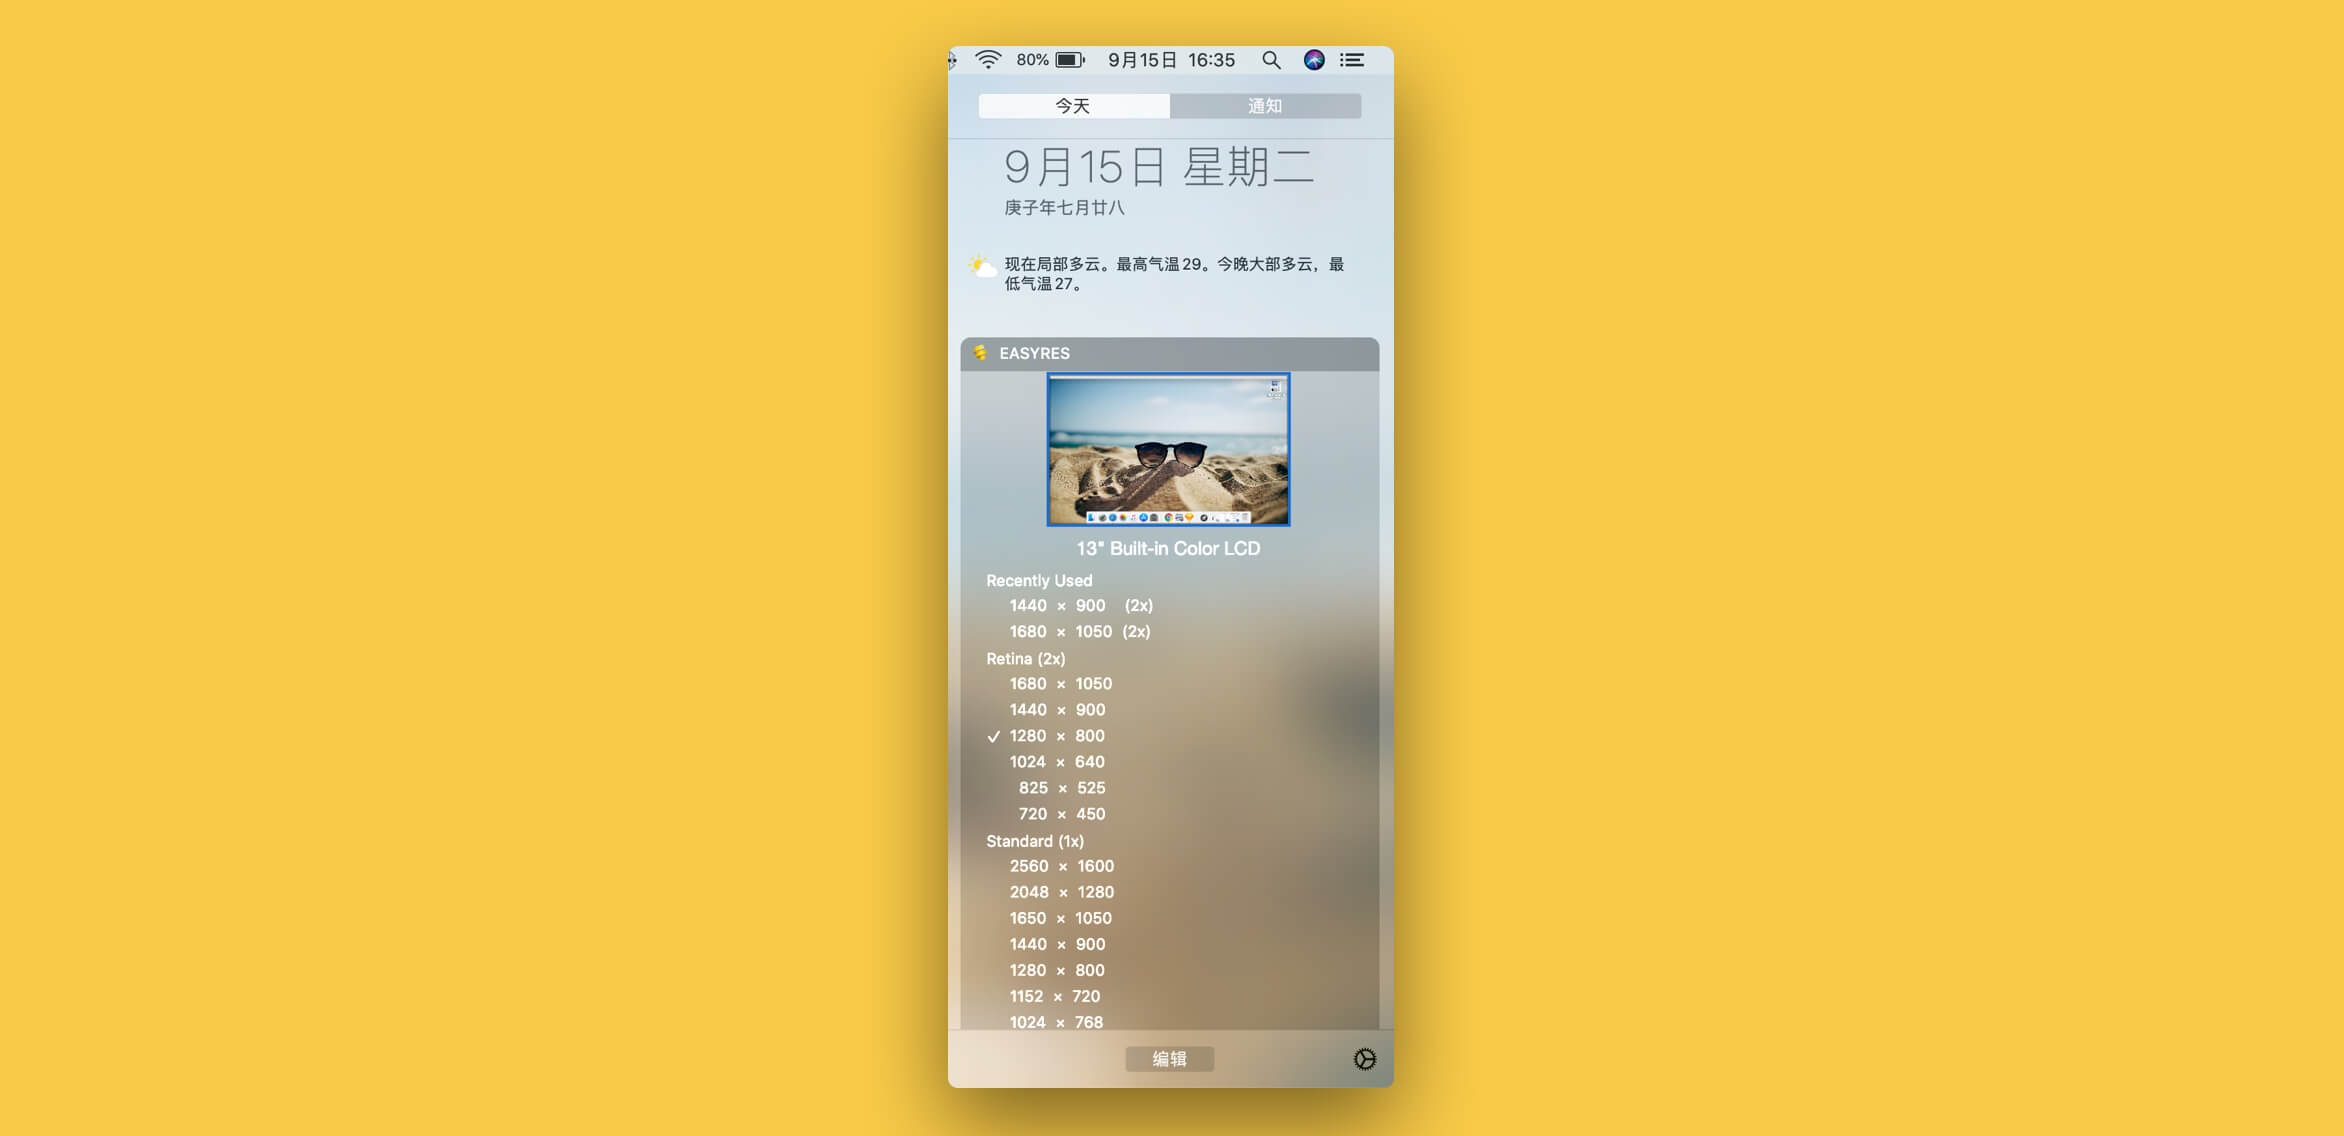 80% 9月15日 16:35
今天 通知
9月15日 星期二
庚子年七月廿八
现在局部多云。最高气温29。今晚大部多云，最
低气温27。
EASYRES
13" Built-in Color LCD
Recently Used
1440 × 900 (2x)
1680 × 1050 (2x)
Retina (2x)
1680 × 1050
1440 × 900
✓ 1280 × 800
1024 × 640
825 × 525
720 × 450
Standard (1x)
2560 × 1600
2048 × 1280
1650 × 1050
1440 × 900
1280 × 800
1152 × 720
1024 × 768
编辑